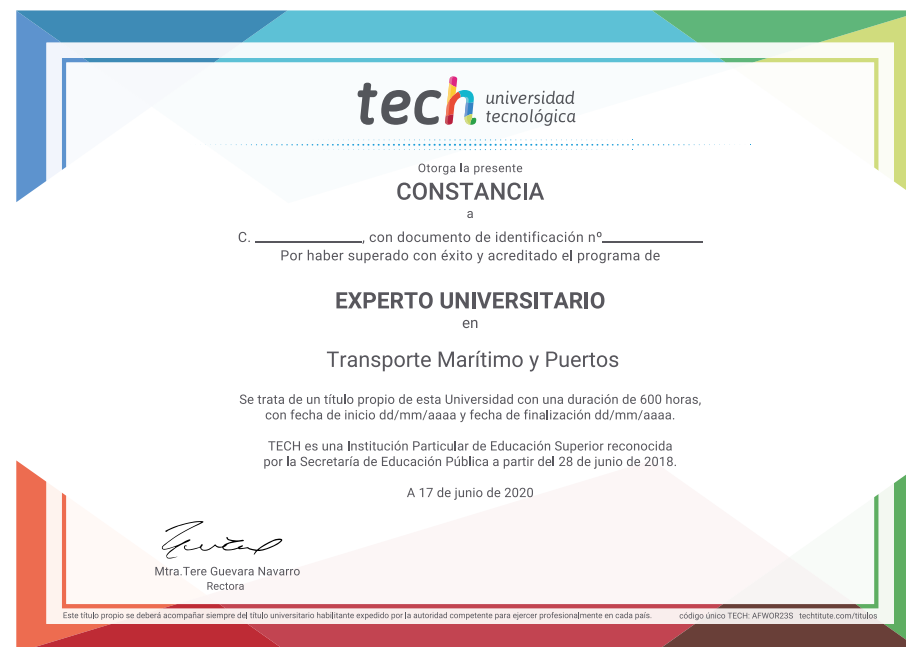 tech universidad
tecnológica
Otorga la presente
CONSTANCIA
a
C. ______________, con documento de identificación nº_____________
Por haber superado con éxito y acreditado el programa de
EXPERTO UNIVERSITARIO
en
Transporte Marítimo y Puertos
Se trata de un título propio de esta Universidad con una duración de 600 horas,
con fecha de inicio dd/mm/aaaa y fecha de finalización dd/mm/aaaa.
TECH es una Institución Particular de Educación Superior reconocida
por la Secretaría de Educación Pública a partir del 28 de junio de 2018.
A 17 de junio de 2020
Mtra.Tere Guevara Navarro
Rectora
Este título propio se deberá acompañar siempre del título universitario habilitante expedido por la autoridad competente para ejercer profesionalmente en cada país. código único TECH: AFWOR23S techtitute.com/títulos